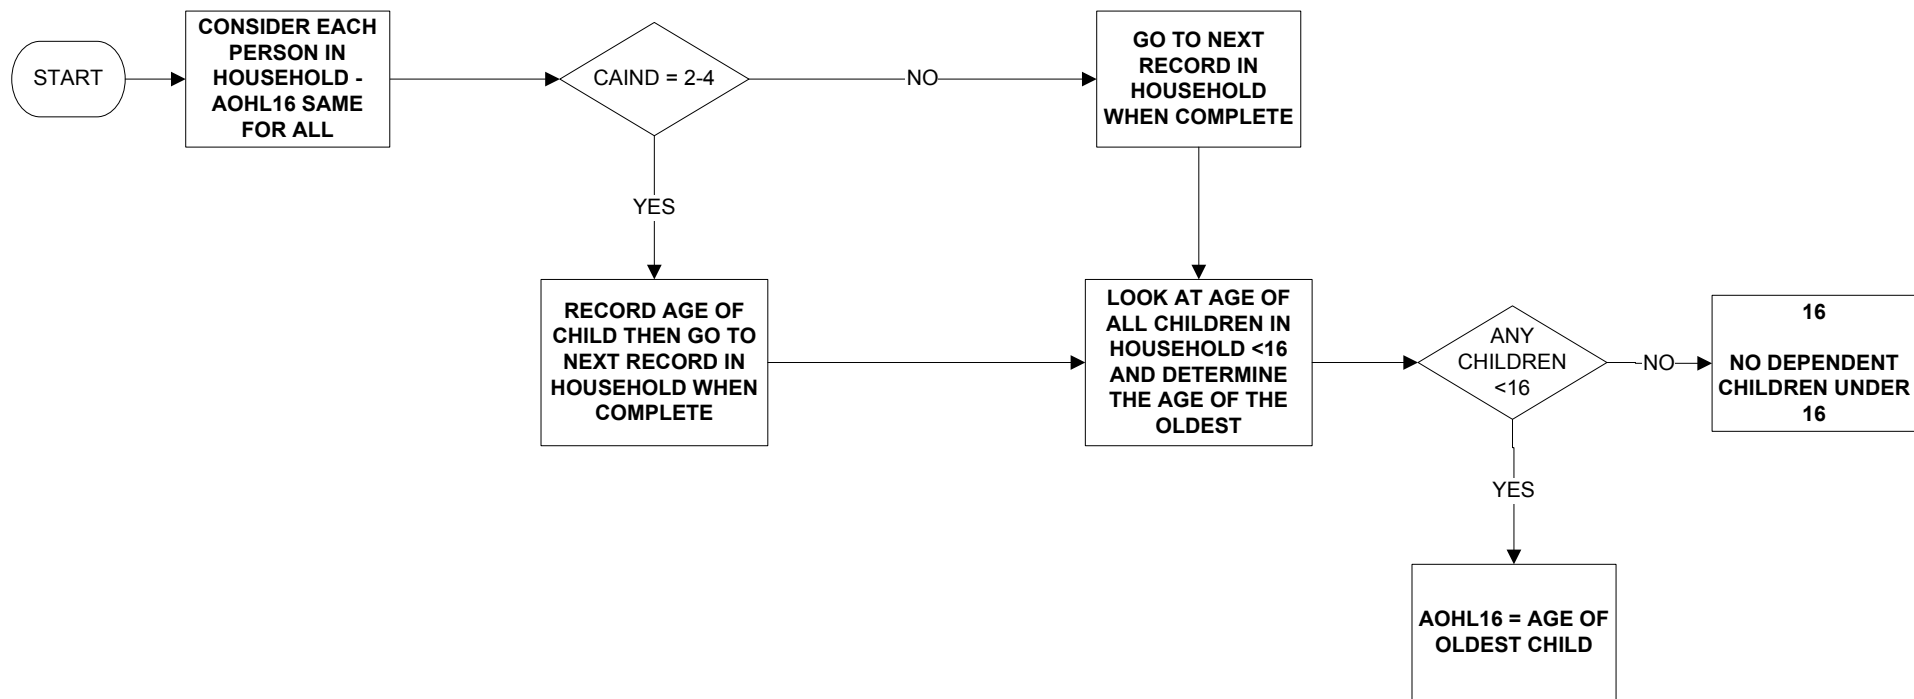 START
CONSIDER EACH
PERSON IN
HOUSEHOLD -
AOHL16 SAME
FOR ALL
CAIND = 2-4
NO
GO TO NEXT
RECORD IN
HOUSEHOLD
WHEN COMPLETE
YES
RECORD AGE OF
CHILD THEN GO TO
NEXT RECORD IN
HOUSEHOLD WHEN
COMPLETE
LOOK AT AGE OF
ALL CHILDREN IN
HOUSEHOLD <16
AND DETERMINE
THE AGE OF THE
OLDEST
ANY
CHILDREN
<16
NO
16
NO DEPENDENT
CHILDREN UNDER
16
YES
AOHL16 = AGE OF
OLDEST CHILD